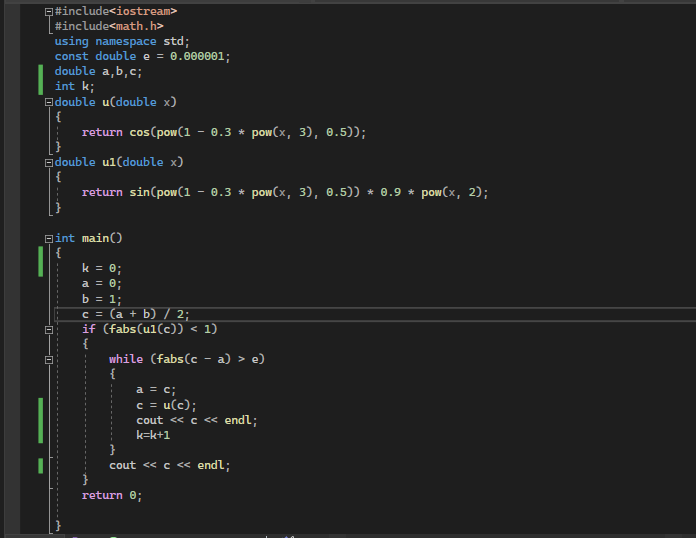 #include<iostream>
#include<math.h>
using namespace std;
const double e = 0.000001;
double a,b,c;
int k;
double u(double x)
{
return cos(pow(1 - 0.3 * pow(x, 3), 0.5));
}
double u1(double x)
{
return sin(pow(1 - 0.3 * pow(x, 3), 0.5)) * 0.9 * pow(x, 2);
}
int main()
{
k = 0;
a = 0;
b = 1;
c = (a + b) / 2;
if (fabs(u1(c)) < 1)
{
while (fabs(c - a) > e)
{
a = c;
c = u(c);
cout << c << endl;
k=k+1
}
cout << c << endl;
}
return 0;
}